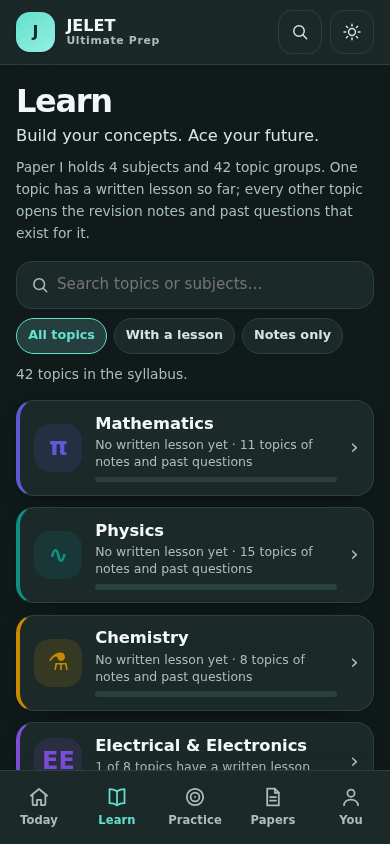 J
JELET
Ultimate Prep
Learn
Build your concepts. Ace your future.
Paper I holds 4 subjects and 42 topic groups. One
topic has a written lesson so far; every other topic
opens the revision notes and past questions that
exist for it.
Search topics or subjects...
All topics
With a lesson
Notes only
42 topics in the syllabus.
π
Mathematics
No written lesson yet · 11 topics of
notes and past questions
›
∿
Physics
No written lesson yet · 15 topics of
notes and past questions
›
⚗
Chemistry
No written lesson yet · 8 topics of
notes and past questions
›
EE
Electrical & Electronics
1 of 8 topics have a written lesson
›
Today
Learn
Practice
Papers
You